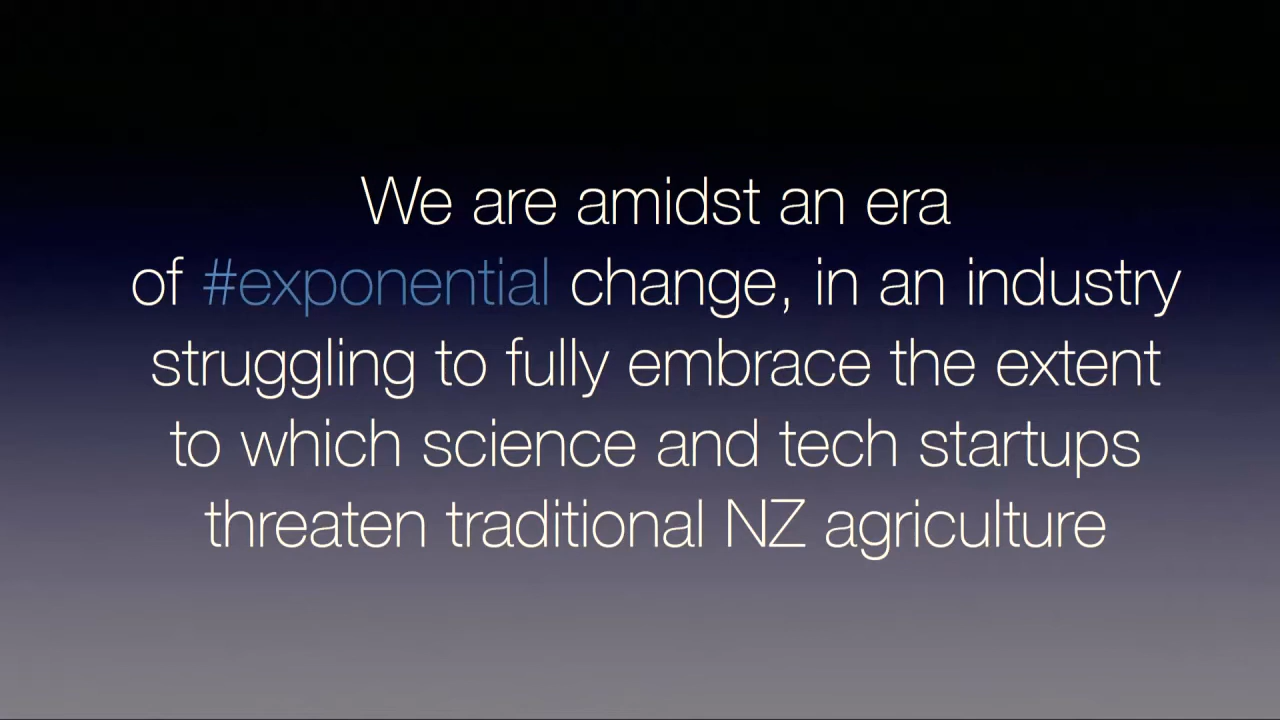 We are amidst an era
of #exponential change, in an industry
struggling to fully embrace the extent
to which science and tech startups
threaten traditional NZ agriculture